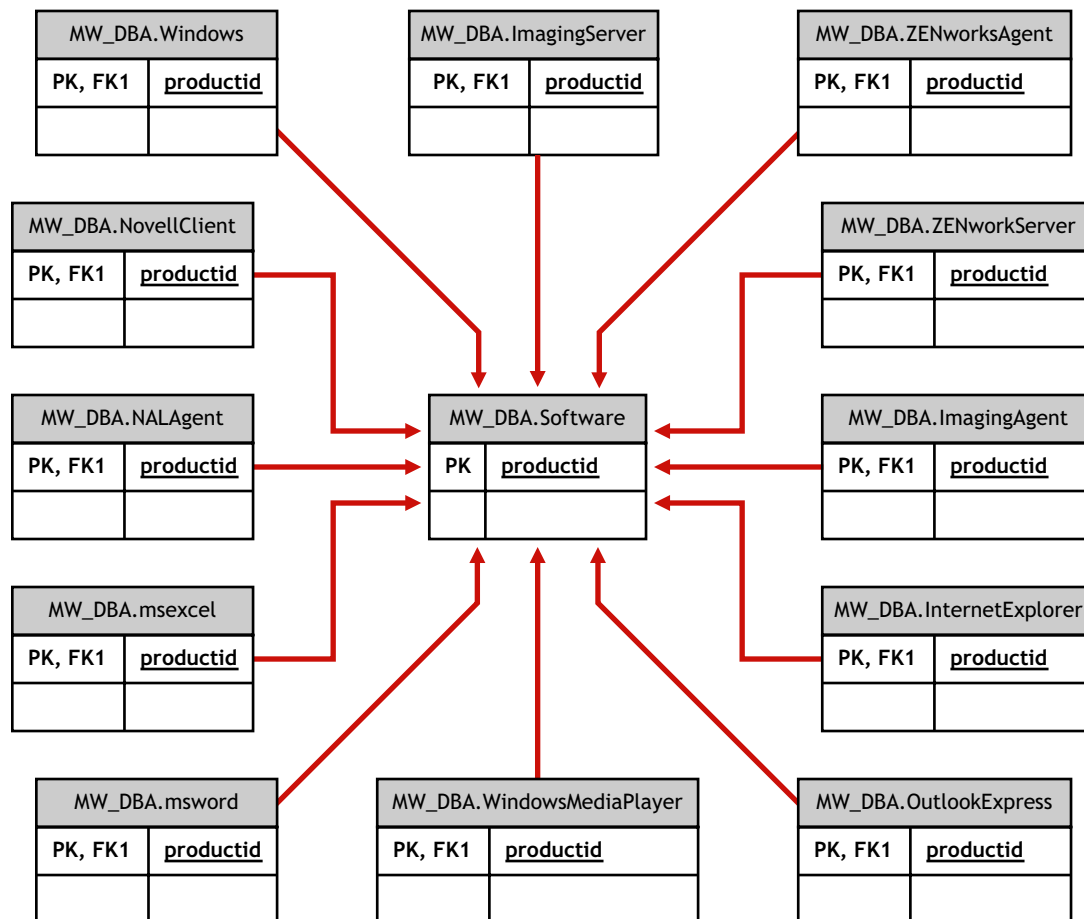 MW_DBA.Windows
PK, FK1 productid
MW_DBA.ImagingServer
PK, FK1 productid
MW_DBA.ZENworksAgent
PK, FK1 productid
MW_DBA.NovellClient
PK, FK1 productid
MW_DBA.ZENworkServer
PK, FK1 productid
MW_DBA.NALAgent
PK, FK1 productid
MW_DBA.Software
PK productid
MW_DBA.ImagingAgent
PK, FK1 productid
MW_DBA.msexcel
PK, FK1 productid
MW_DBA.InternetExplorer
PK, FK1 productid
MW_DBA.msword
PK, FK1 productid
MW_DBA.WindowsMediaPlayer
PK, FK1 productid
MW_DBA.OutlookExpress
PK, FK1 productid